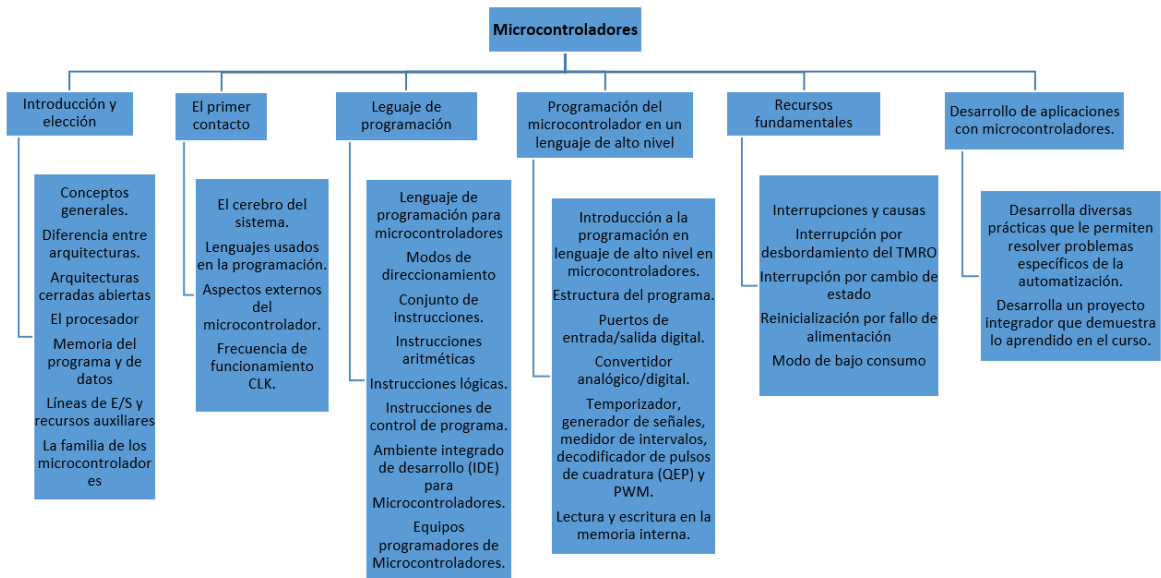 Microcontroladores
Introducción y
elección
Conceptos
generales.
Diferencia entre
arquitecturas.
Arquitecturas
cerradas abiertas
El procesador
Memoria del
programa y de
datos
Líneas de E/S y
recursos auxiliares
La familia de los
microcontrolador
es
El primer
contacto
El cerebro del
sistema.
Lenguajes usados
en la programación.
Aspectos externos
del
microcontrolador.
Frecuencia de
funcionamiento
CLK.
Leguaje de
programación
Lenguaje de
programación para
microcontroladores
Modos de
direccionamiento
Conjunto de
instrucciones.
Instrucciones
aritméticas
Instrucciones lógicas.
Instrucciones de
control de programa.
Ambiente integrado
de desarrollo (IDE)
para
Microcontroladores.
Equipos
programadores de
Microcontroladores.
Programación del
microcontrolador en un
lenguaje de alto nivel
Introducción a la
programación en
lenguaje de alto nivel en
microcontroladores.
Estructura del programa.
Puertos de
entrada/salida digital.
Convertidor
analógico/digital.
Temporizador,
generador de señales,
medidor de intervalos,
decodificador de pulsos
de cuadratura (QEP) y
PWM.
Lectura y escritura en la
memoria interna.
Recursos
fundamentales
Interrupciones y causas
Interrupción por
desbordamiento del TMRO
Interrupción por cambio de
estado
Reinicialización por fallo de
alimentación
Modo de bajo consumo
Desarrollo de aplicaciones
con microcontroladores.
Desarrolla diversas
prácticas que le permiten
resolver problemas
específicos de la
automatización.
Desarrolla un proyecto
integrador que demuestra
lo aprendido en el curso.